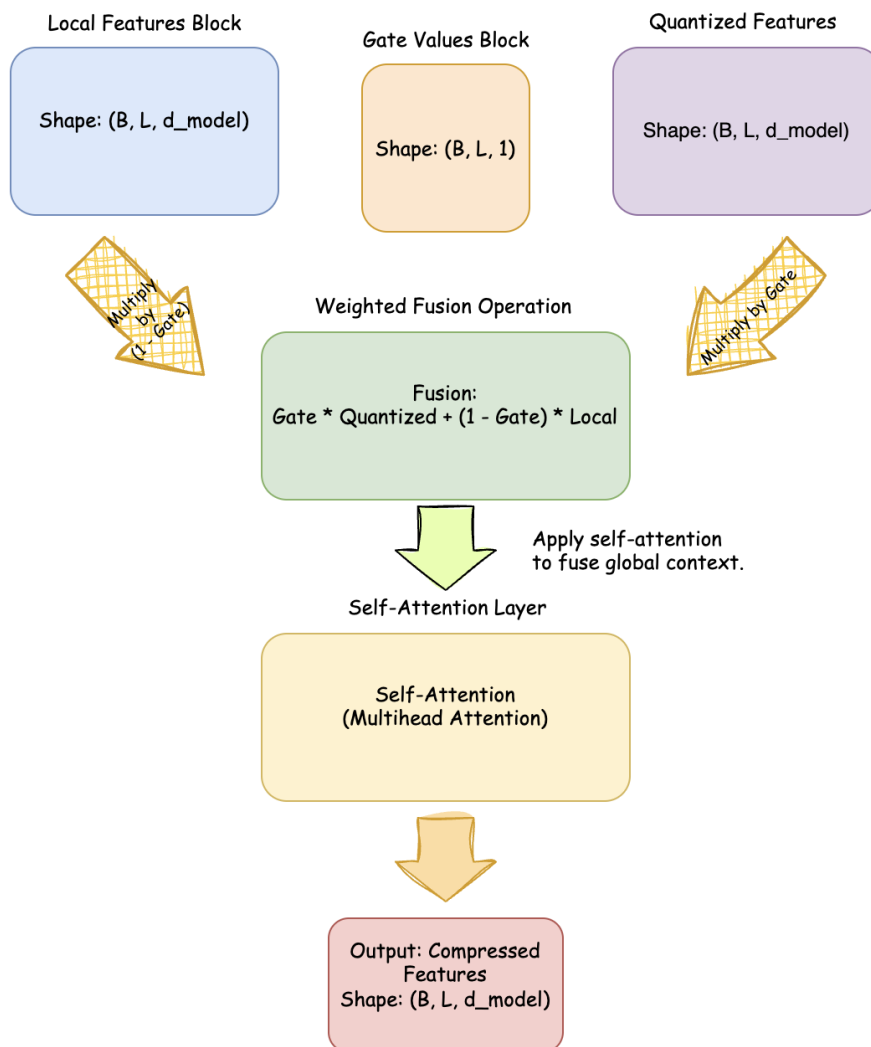 Local Features Block
Gate Values Block
Quantized Features
Shape: (B, L, d_model)
Shape: (B, L, 1)
Shape: (B, L, d_model)
Multiply
by
(1 - Gate)
Multiply by Gate
Weighted Fusion Operation
Fusion:
Gate * Quantized + (1 - Gate) * Local
Apply self-attention
to fuse global context.
Self-Attention Layer
Self-Attention
(Multihead Attention)
Output: Compressed
Features
Shape: (B, L, d_model)